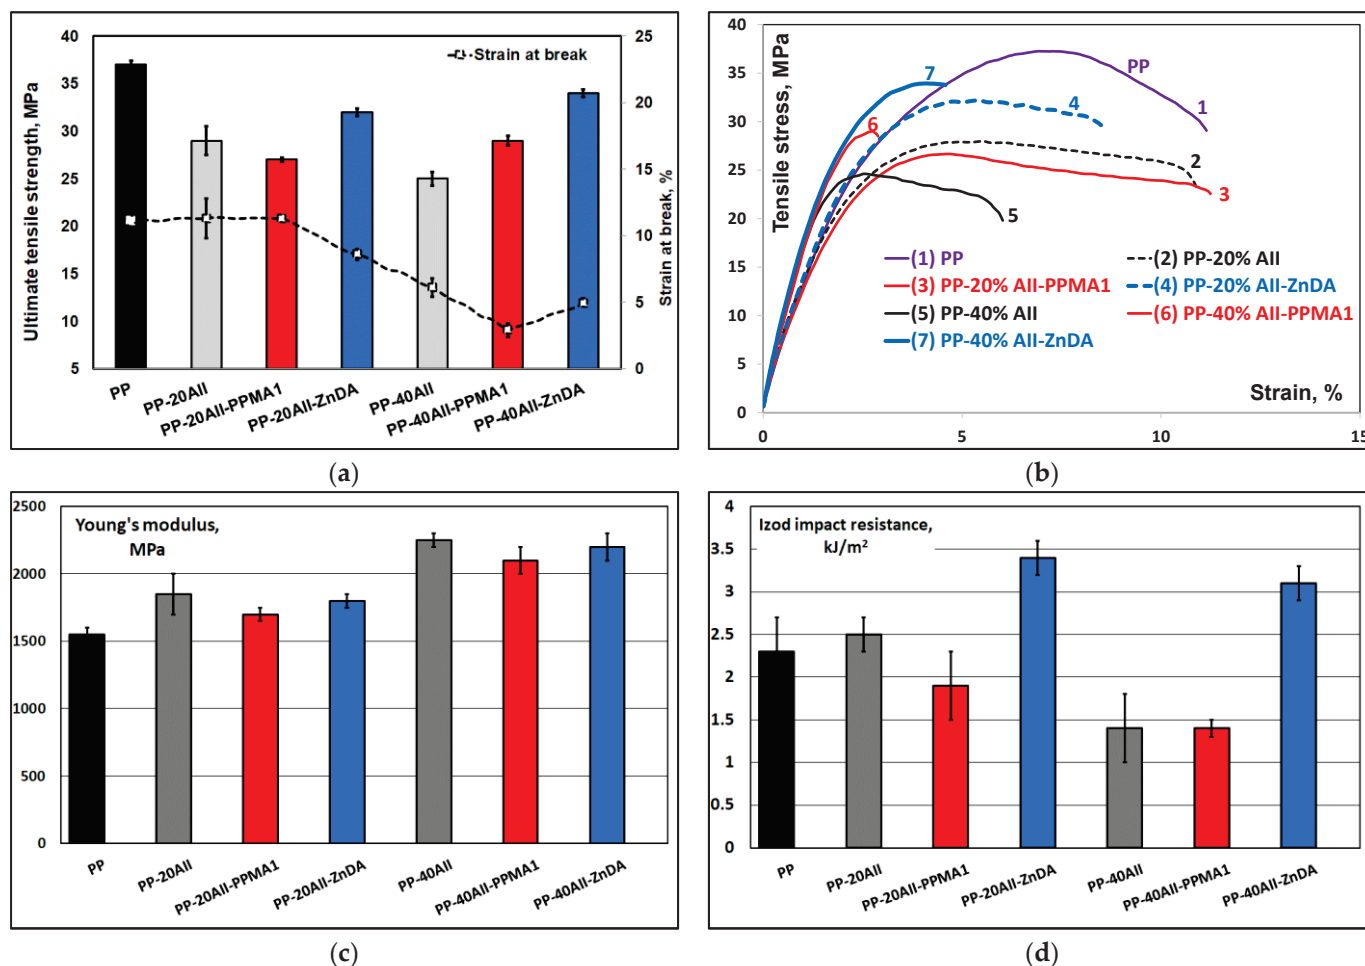 Ultimate tensile strength, MPa
40
35
30
25
20
15
10
5
Strain at break
25
20
15
10
5
0
Strain at break, %
PP
PP-20AII
PP-20AII-PPMA1
PP-20AII-ZnDA
PP-40AII
PP-40AII-PPMA1
PP-40AII-ZnDA
(a)
Tensile stress, MPa
40
35
30
25
20
15
10
5
0
7
6
4
PP
1
2
3
5
(1) PP
(2) PP-20% AII
(3) PP-20% AII-PPMA1
(4) PP-20% AII-ZnDA
(5) PP-40% AII
(6) PP-40% AII-PPMA1
(7) PP-40% AII-ZnDA
Strain, %
0
5
10
15
(b)
Young's modulus,
MPa
2500
2000
1500
1000
500
0
PP
PP-20AII
PP-20AII-PPMA1
PP-20AII-ZnDA
PP-40AII
PP-40AII-PPMA1
PP-40AII-ZnDA
(c)
Izod impact resistance,
kJ/m²
4
3.5
3
2.5
2
1.5
1
0.5
0
PP
PP-20AII
PP-20AII-PPMA1
PP-20AII-ZnDA
PP-40AII
PP-40AII-PPMA1
PP-40AII-ZnDA
(d)